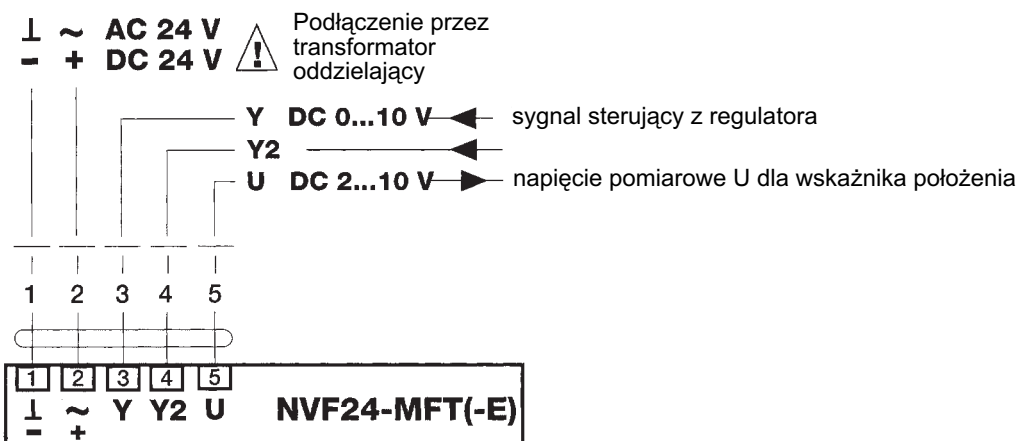 ⊥ ~ AC 24 V
- + DC 24 V
Podłączenie przez
transformator
oddzielający
Y DC 0...10 V sygnal sterujący z regulatora
Y2
U DC 2...10 V napięcie pomiarowe U dla wskażnika położenia
1 2 3 4 5
1 2 3 4 5
⊥ ~ Y Y2 U NVF24-MFT(-E)
- +